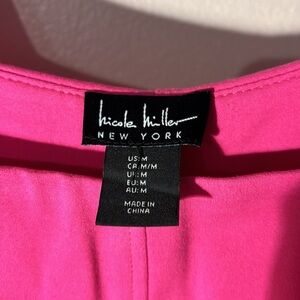 nicole miller
NEW YORK
US: M
CA: M/M
UK: M
EU: M
AU: M
MADE IN
CHINA